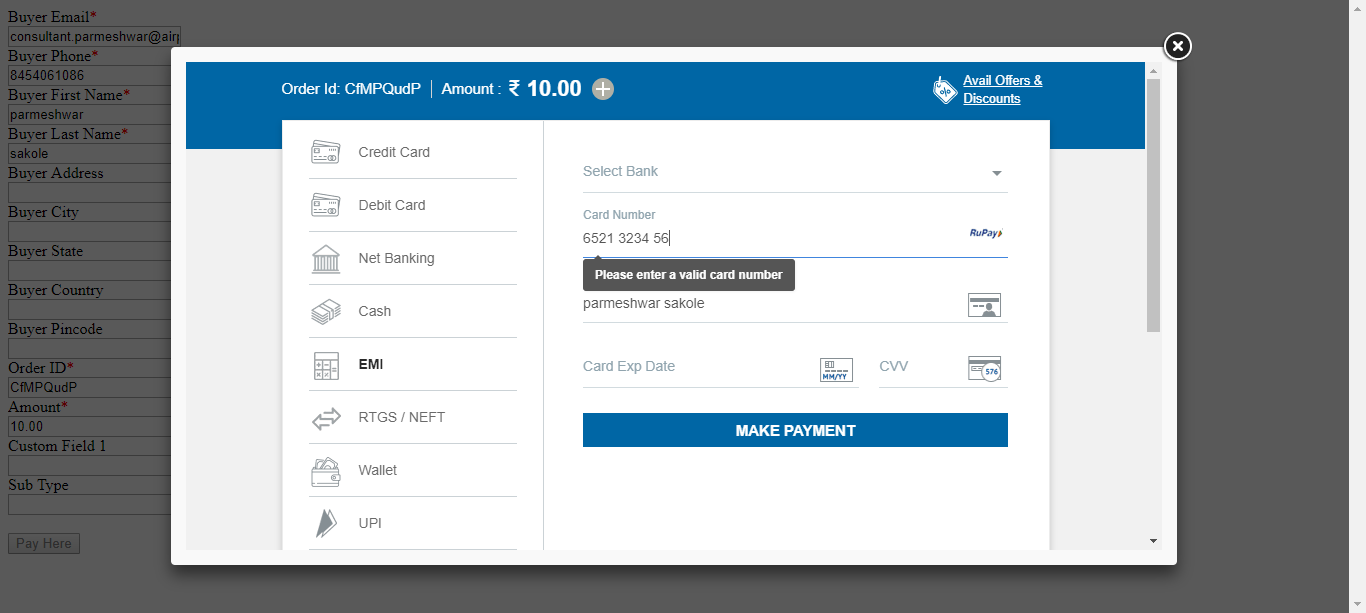 Buyer Email*
consultant.parmeshwar@air
Buyer Phone*
8454061086
Buyer First Name*
parmeshwar
Buyer Last Name*
sakole
Buyer Address
Buyer City
Buyer State
Buyer Country
Buyer Pincode
Order ID*
CfMPQudP
Amount*
10.00
Custom Field 1
Sub Type
Pay Here
Order Id: CfMPQudP Amount : ₹ 10.00
Avail Offers &
Discounts
Credit Card
Debit Card
Net Banking
Cash
EMI
RTGS / NEFT
Wallet
UPI
Select Bank
Card Number
6521 3234 56
RuPay
Please enter a valid card number
parmeshwar sakole
Card Exp Date
MM/YY
CVV
576
MAKE PAYMENT